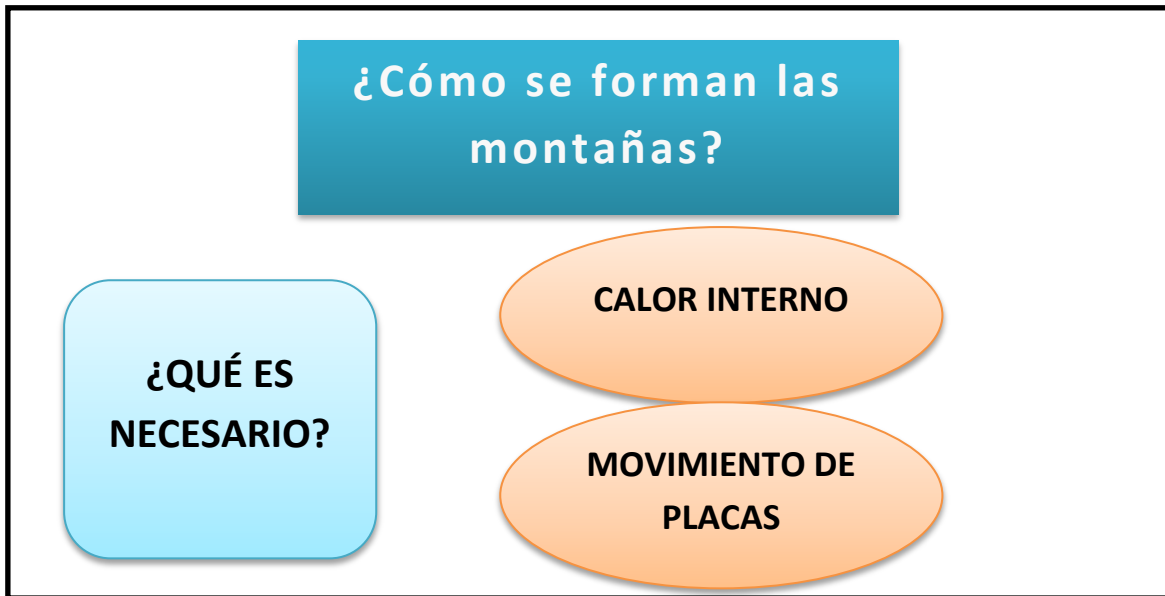 ¿Cómo se forman las
montañas?
¿QUÉ ES
NECESARIO?
CALOR INTERNO
MOVIMIENTO DE
PLACAS